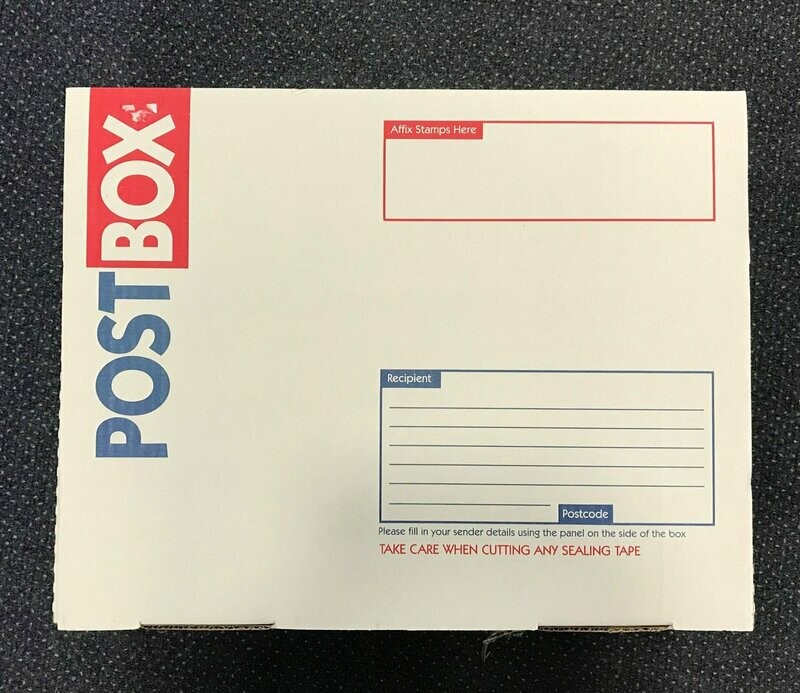 POSTBOX
Affix Stamps Here
Recipient
Postcode
Please fill in your sender details using the panel on the side of the box
TAKE CARE WHEN CUTTING ANY SEALING TAPE